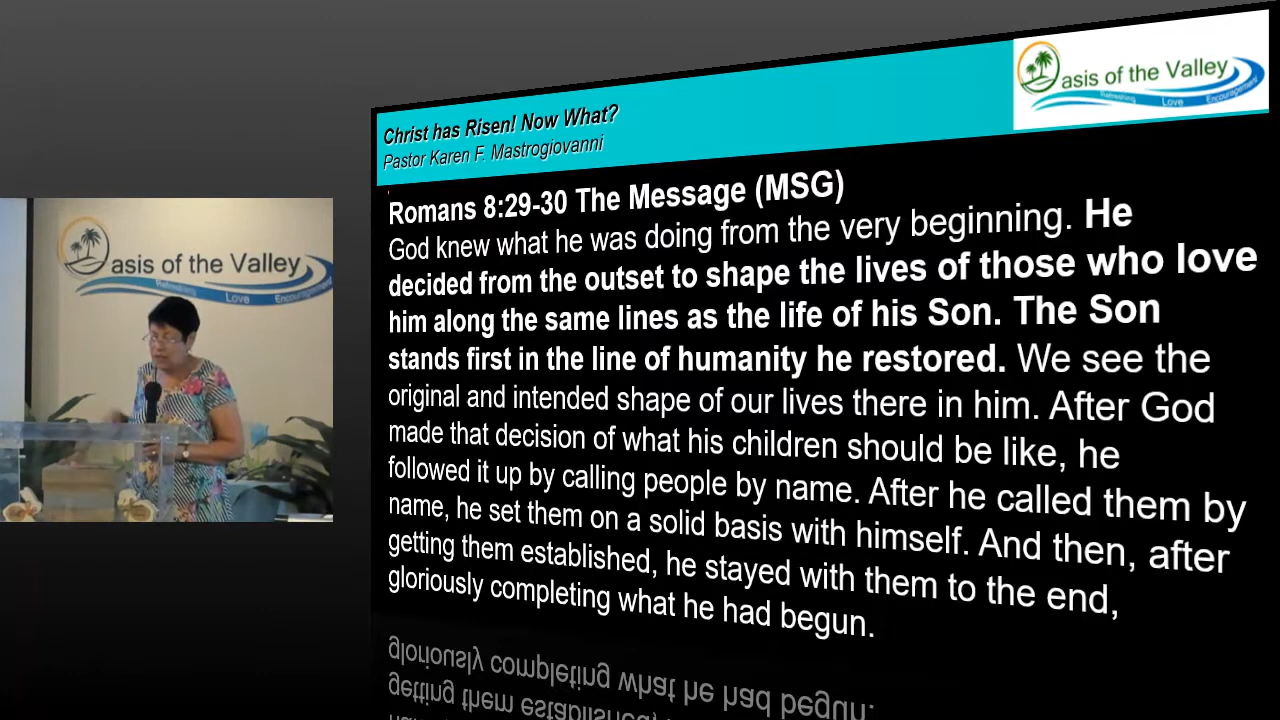 Christ has Risen! Now What?
Pastor Karen F. Mastrogiovanni
asis of the Valley
Refreshing Love Encouragement
Romans 8:29-30 The Message (MSG)
God knew what he was doing from the very beginning. He
decided from the outset to shape the lives of those who love
him along the same lines as the life of his Son. The Son
stands first in the line of humanity he restored. We see the
original and intended shape of our lives there in him. After God
made that decision of what his children should be like, he
followed it up by calling people by name. After he called them by
name, he set them on a solid basis with himself. And then, after
getting them established, he stayed with them to the end,
gloriously completing what he had begun.
asis of the Valley
Refreshing Love Encouragement